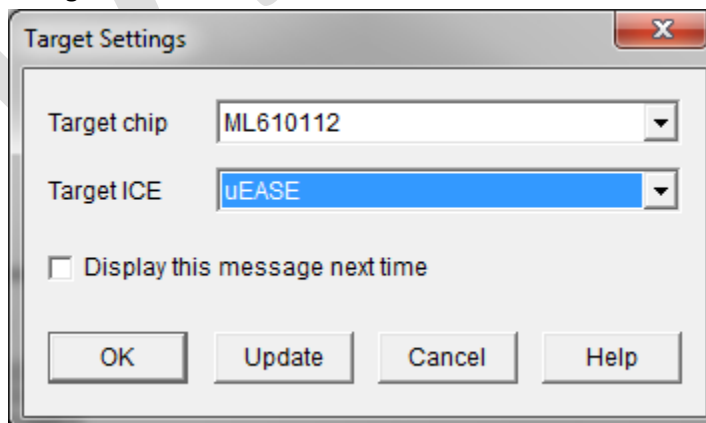 Target Settings
Target chip ML610112
Target ICE uEASE
Display this message next time
OK Update Cancel Help